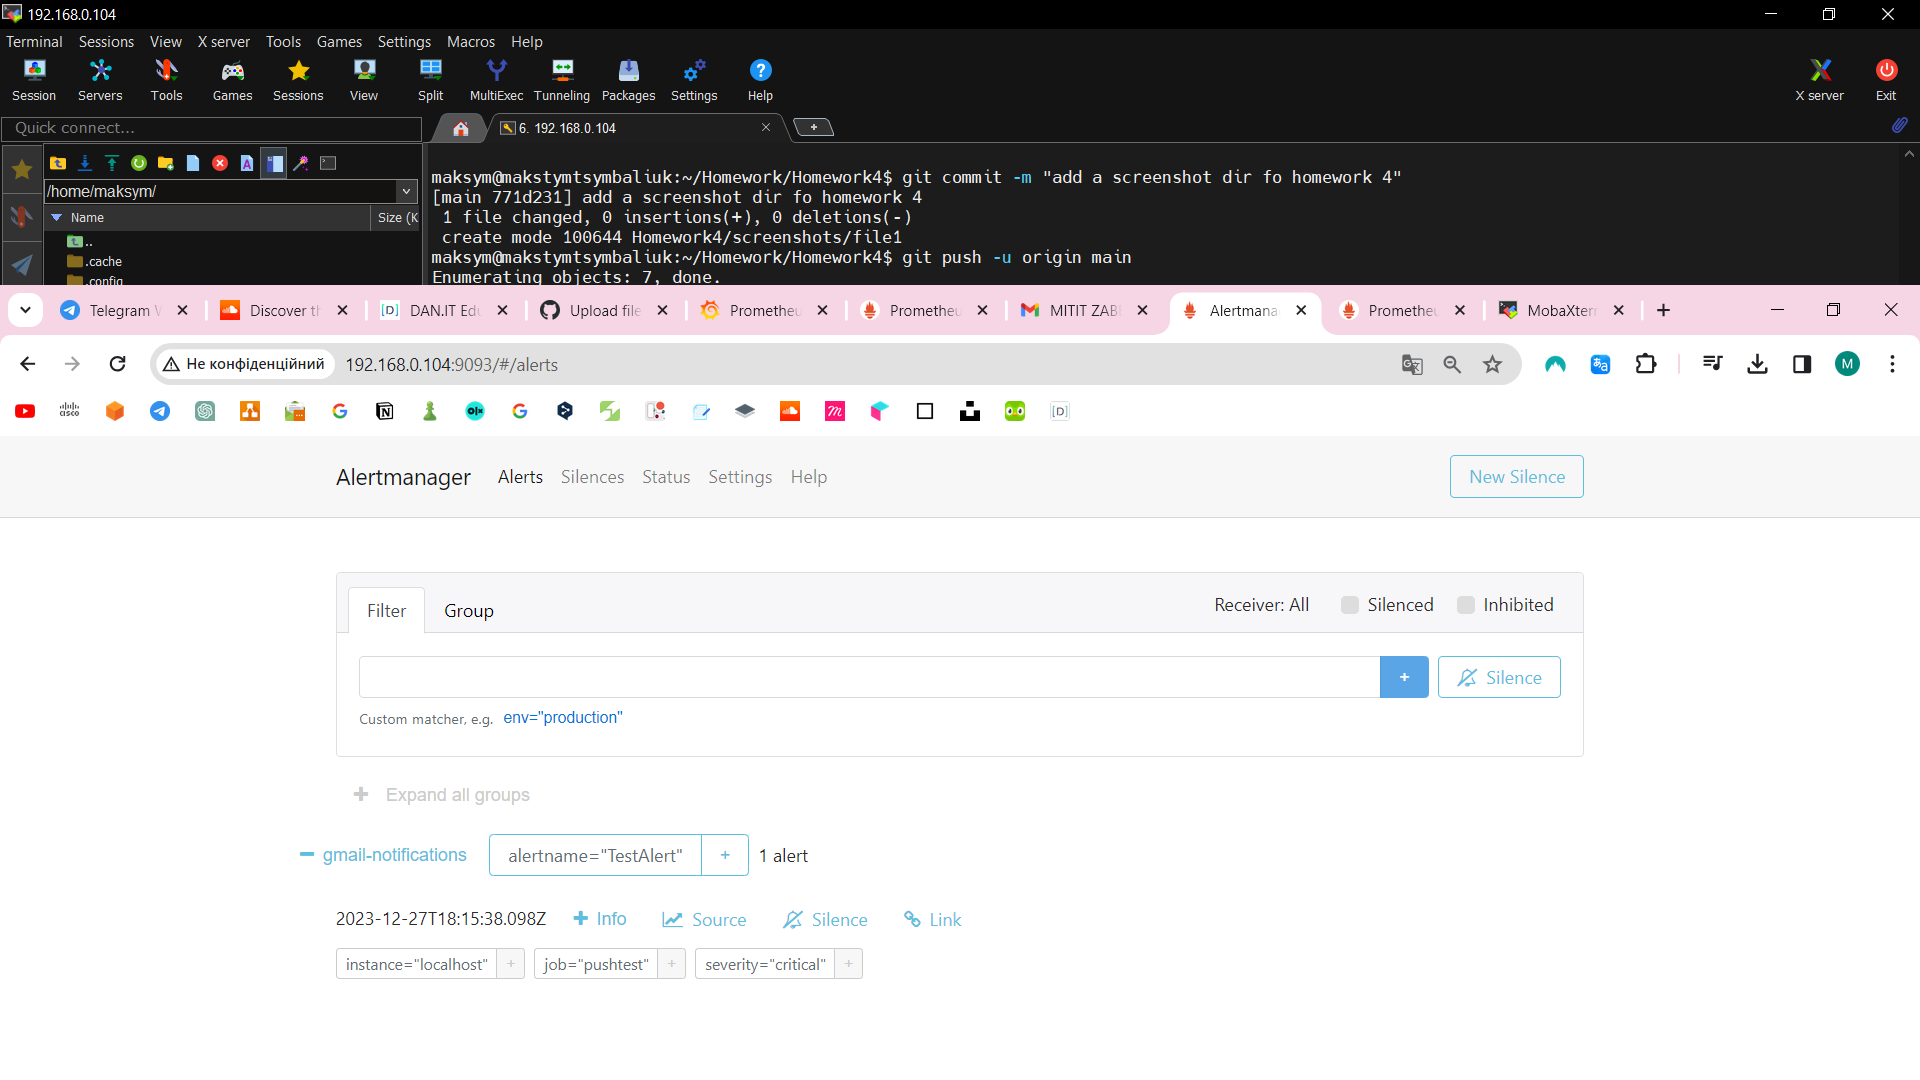 192.168.0.104
Terminal Sessions View X server Tools Games Settings Macros Help
Session Servers Tools Games Sessions View Split MultiExec Tunneling Packages Settings Help X server Exit
Quick connect...
6. 192.168.0.104
/home/maksym/
Name Size (K
..
.cache
.config
maksym@makstymtsymbaliuk:~/Homework/Homework4$ git commit -m "add a screenshot dir fo homework 4"
[main 771d231] add a screenshot dir fo homework 4
1 file changed, 0 insertions(+), 0 deletions(-)
create mode 100644 Homework4/screenshots/file1
maksym@makstymtsymbaliuk:~/Homework/Homework4$ git push -u origin main
Enumerating objects: 7, done.
Telegram Discover th DAN.IT Edu Upload file Prometheu Prometheu MITIT ZAB Alertmana Prometheu MobaXter
Не конфіденційний 192.168.0.104:9093/#/alerts
Alertmanager Alerts Silences Status Settings Help New Silence
Filter Group Receiver: All Silenced Inhibited
+ Silence
Custom matcher, e.g. env="production"
+ Expand all groups
gmail-notifications alertname="TestAlert" + 1 alert
2023-12-27T18:15:38.098Z + Info Source Silence Link
instance="localhost" + job="pushtest" + severity="critical" +